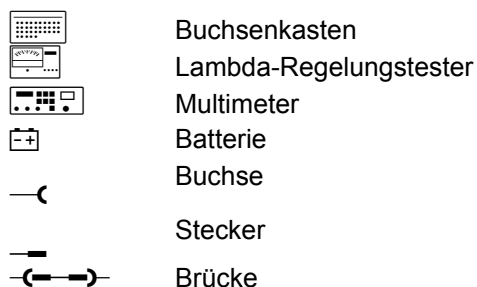 Buchsenkasten
Lambda-Regelungstester
Multimeter
Batterie
Buchse
Stecker
Brücke